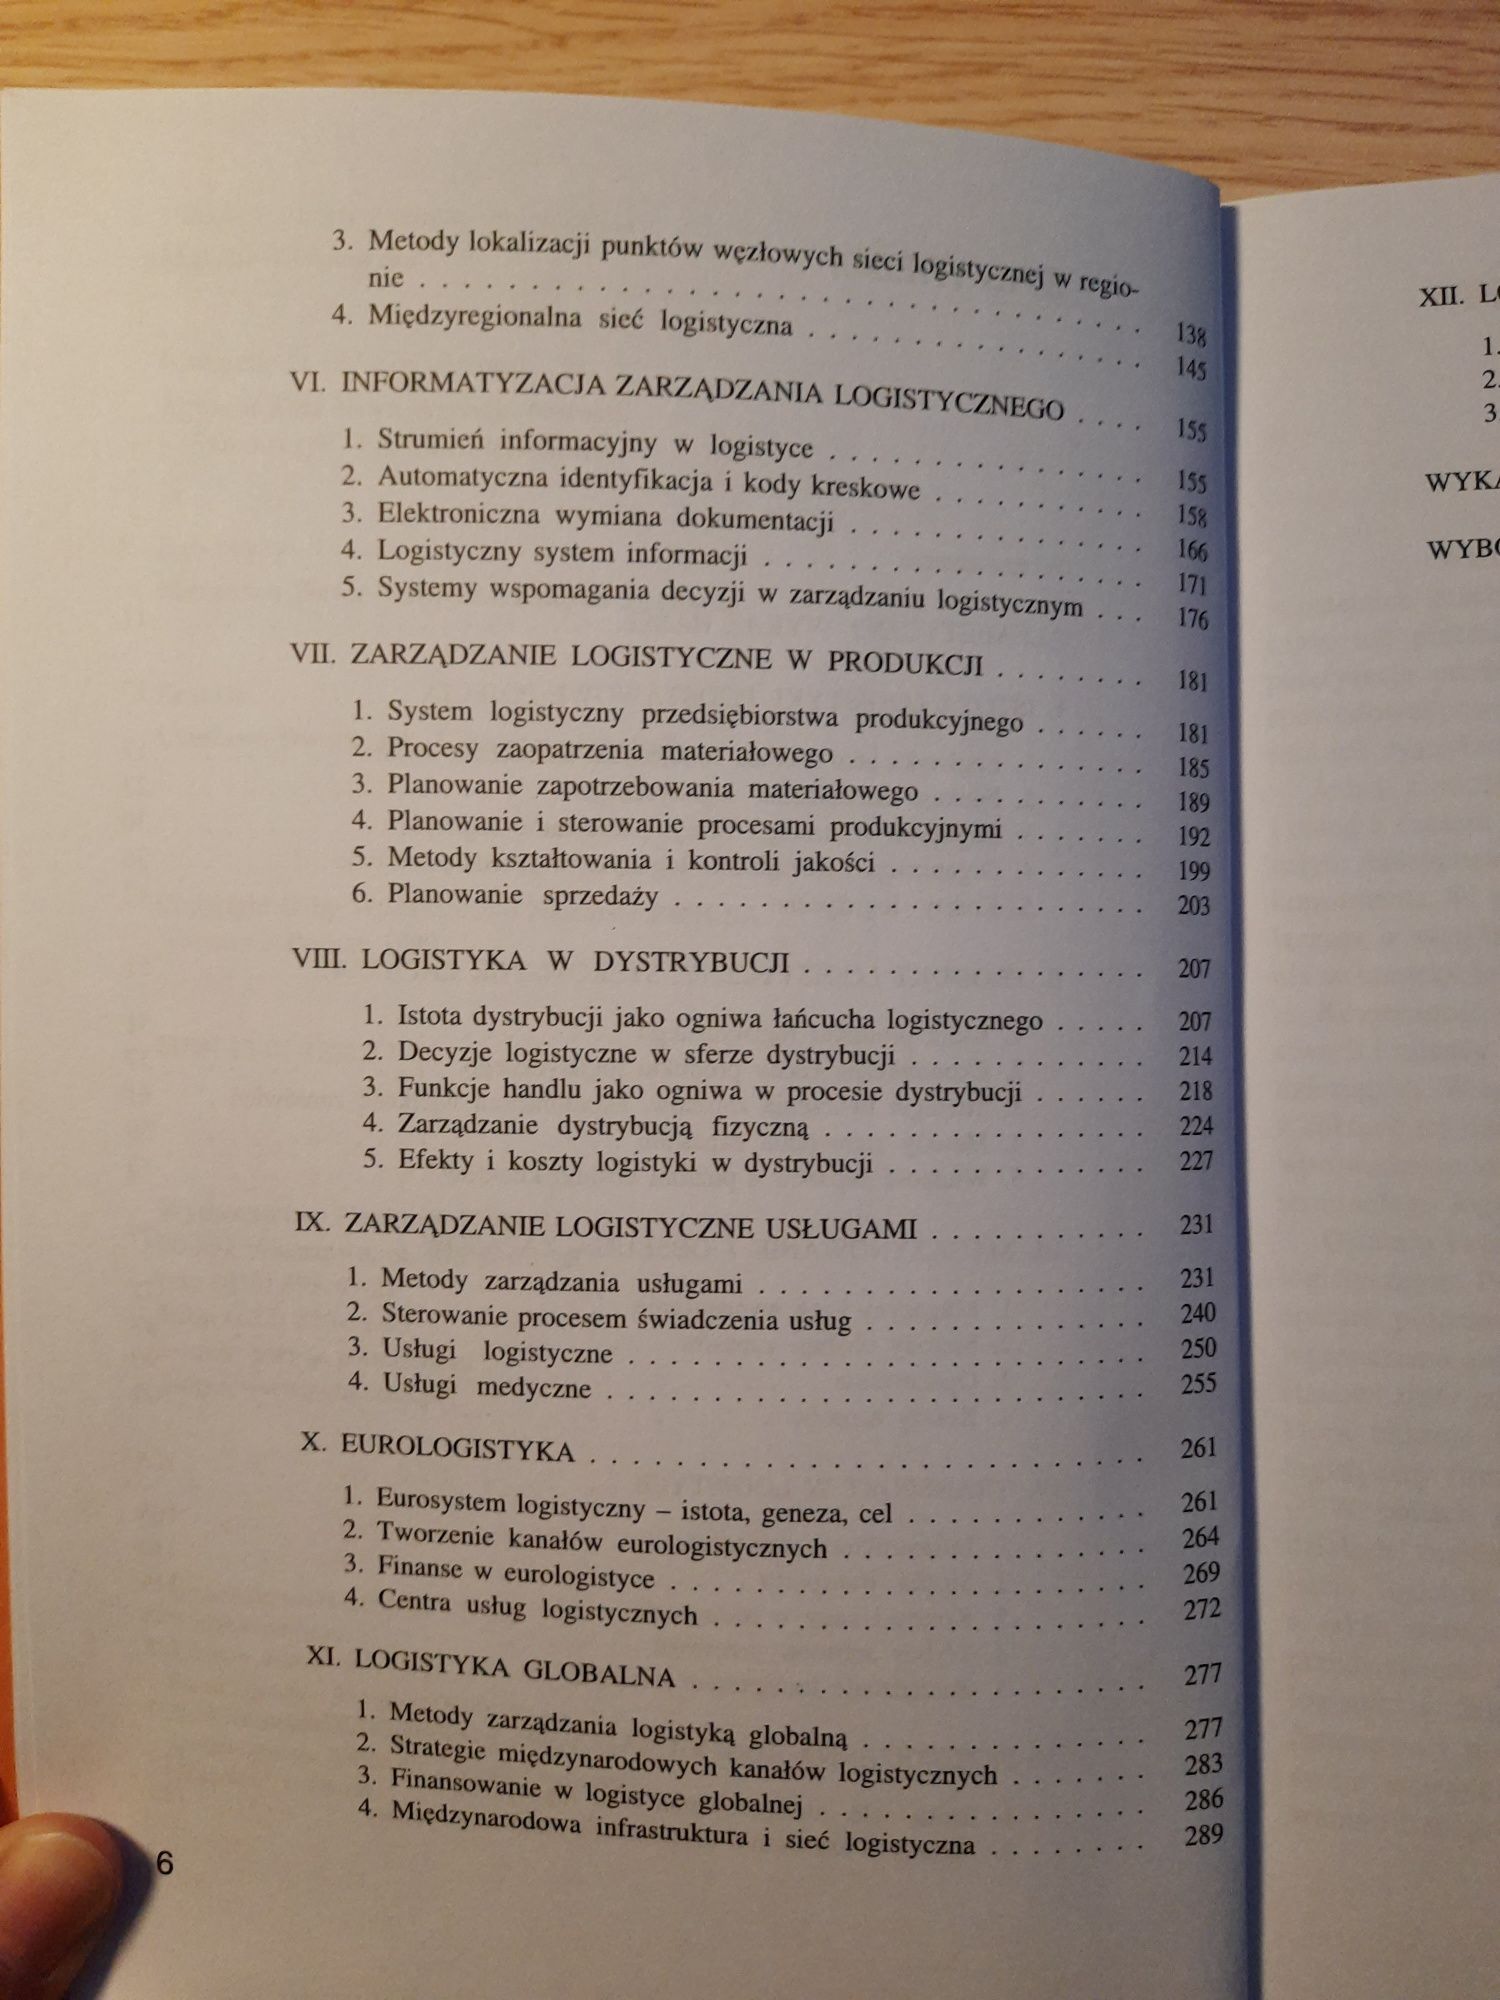 3. Metody lokalizacji punktów węzłowych sieci logistycznej w regio-
nie . . . . . . . . . . . . . . . . . . . . . . . . . . 138
4. Międzyregionalna sieć logistyczna . . . . . . . . . . . . . . . . 145
VI. INFORMATYZACJA ZARZĄDZANIA LOGISTYCZNEGO . . . . 155
1. Strumień informacyjny w logistyce . . . . . . . . . . . . . . . 155
2. Automatyczna identyfikacja i kody kreskowe . . . . . . . . . . 158
3. Elektroniczna wymiana dokumentacji . . . . . . . . . . . . . . 166
4. Logistyczny system informacji . . . . . . . . . . . . . . . . . . 171
5. Systemy wspomagania decyzji w zarządzaniu logistycznym . . . 176
VII. ZARZĄDZANIE LOGISTYCZNE W PRODUKCJI . . . . . . . . 181
1. System logistyczny przedsiębiorstwa produkcyjnego . . . . . . 181
2. Procesy zaopatrzenia materiałowego . . . . . . . . . . . . . . 185
3. Planowanie zapotrzebowania materiałowego . . . . . . . . . . 189
4. Planowanie i sterowanie procesami produkcyjnymi . . . . . . . 192
5. Metody kształtowania i kontroli jakości . . . . . . . . . . . . . 199
6. Planowanie sprzedaży . . . . . . . . . . . . . . . . . . . . . . 203
VIII. LOGISTYKA W DYSTRYBUCJI . . . . . . . . . . . . . . . . 207
1. Istota dystrybucji jako ogniwa łańcucha logistycznego . . . . . 207
2. Decyzje logistyczne w sferze dystrybucji . . . . . . . . . . . 214
3. Funkcje handlu jako ogniwa w procesie dystrybucji . . . . . . 218
4. Zarządzanie dystrybucją fizyczną . . . . . . . . . . . . . . . 224
5. Efekty i koszty logistyki w dystrybucji . . . . . . . . . . . . 227
IX. ZARZĄDZANIE LOGISTYCZNE USŁUGAMI . . . . . . . . . . 231
1. Metody zarządzania usługami . . . . . . . . . . . . . . . . . . 231
2. Sterowanie procesem świadczenia usług . . . . . . . . . . . . . 240
3. Usługi logistyczne . . . . . . . . . . . . . . . . . . . . . . . . 250
4. Usługi medyczne . . . . . . . . . . . . . . . . . . . . . . . . . 255
X. EUROLOGISTYKA . . . . . . . . . . . . . . . . . . . . . . . . . 261
1. Eurosystem logistyczny – istota, geneza, cel . . . . . . . . . . . 261
2. Tworzenie kanałów eurologistycznych . . . . . . . . . . . . . . 264
3. Finanse w eurologistyce . . . . . . . . . . . . . . . . . . . . . . 269
4. Centra usług logistycznych . . . . . . . . . . . . . . . . . . . . 272
XI. LOGISTYKA GLOBALNA . . . . . . . . . . . . . . . . . . . . . 277
1. Metody zarządzania logistyką globalną . . . . . . . . . . . . . 277
2. Strategie międzynarodowych kanałów logistycznych . . . . . . . 283
3. Finansowanie w logistyce globalnej . . . . . . . . . . . . . . . 286
4. Międzynarodowa infrastruktura i sieć logistyczna . . . . . . . . 289
6
XII.
1.
2.
3